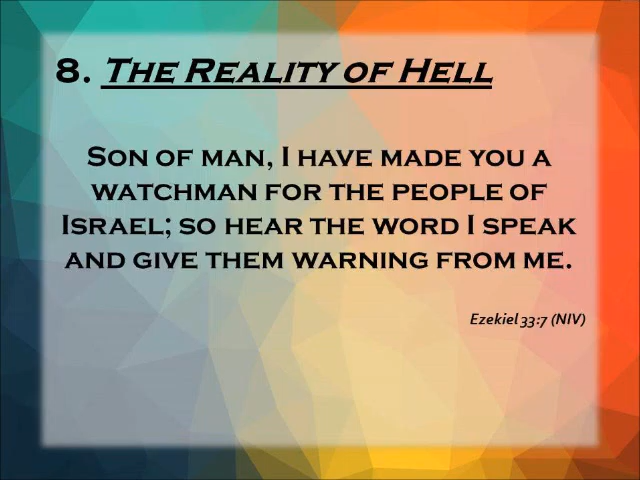 8. The Reality of Hell
Son of man, I have made you a
watchman for the people of
Israel; so hear the word I speak
and give them warning from me.
Ezekiel 33:7 (NIV)